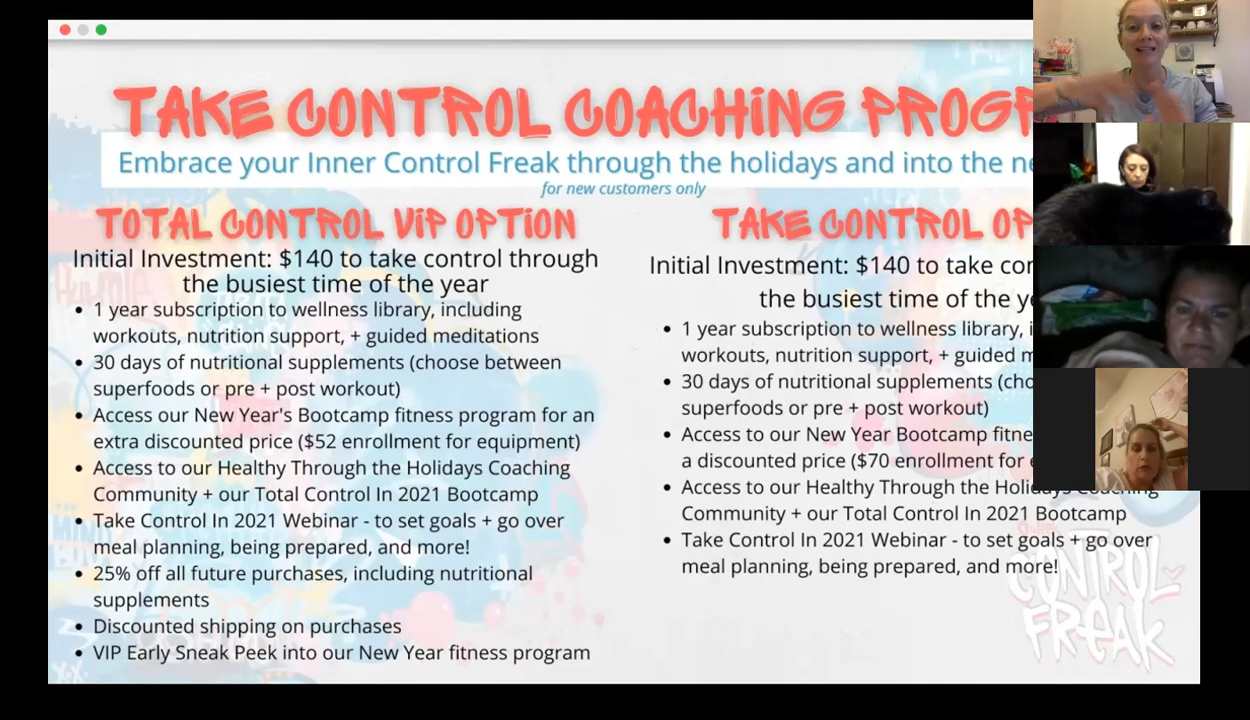 TAKE CONTROL COACHING
Embrace your Inner Control Freak through the holidays and into the
for new customers only
TOTAL CONTROL VIP OPTION
Initial Investment: $140 to take control through
the busiest time of the year
• 1 year subscription to wellness library, including
workouts, nutrition support, + guided meditations
• 30 days of nutritional supplements (choose between
superfoods or pre + post workout)
• Access our New Year's Bootcamp fitness program for an
extra discounted price ($52 enrollment for equipment)
• Access to our Healthy Through the Holidays Coaching
Community + our Total Control In 2021 Bootcamp
• Take Control In 2021 Webinar - to set goals + go over
meal planning, being prepared, and more!
• 25% off all future purchases, including nutritional
supplements
• Discounted shipping on purchases
• VIP Early Sneak Peek into our New Year fitness program
TAKE CONTROL
Initial Investment: $140 to take
the busiest time of the
• 1 year subscription to wellness library,
workouts, nutrition support, + guided
• 30 days of nutritional supplements
superfoods or pre + post workout)
• Access to our New Year Bootcamp
a discounted price ($70 enrollment for
• Access to our Healthy Through the Holidays Coaching
Community + our Total Control In 2021 Bootcamp
• Take Control In 2021 Webinar - to set goals + go over
meal planning, being prepared, and more!
CONTROL
FREAK